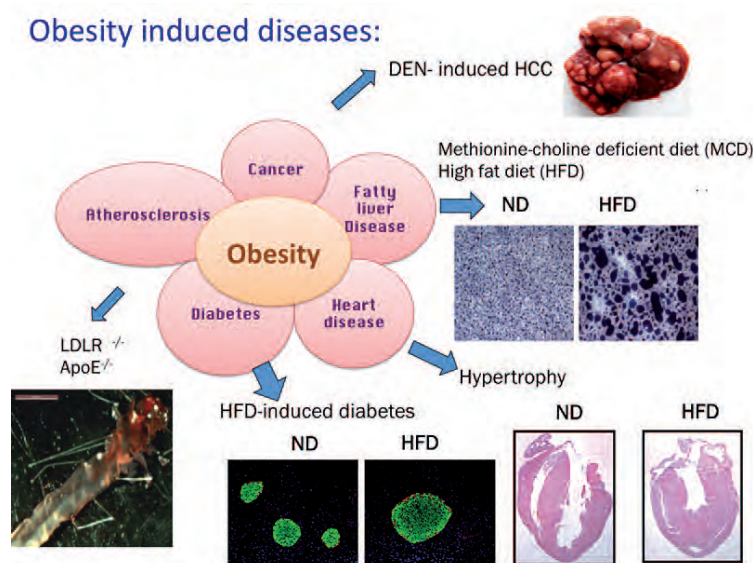 Obesity induced diseases:
DEN- induced HCC
Cancer
Methionine-choline deficient diet (MCD)
High fat diet (HFD)
Atherosclerosis
Fatty
liver
Disease
ND HFD
Obesity
Diabetes
Heart
disease
LDLR -/-
ApoE-/-
Hypertrophy
HFD-induced diabetes
ND HFD
ND HFD